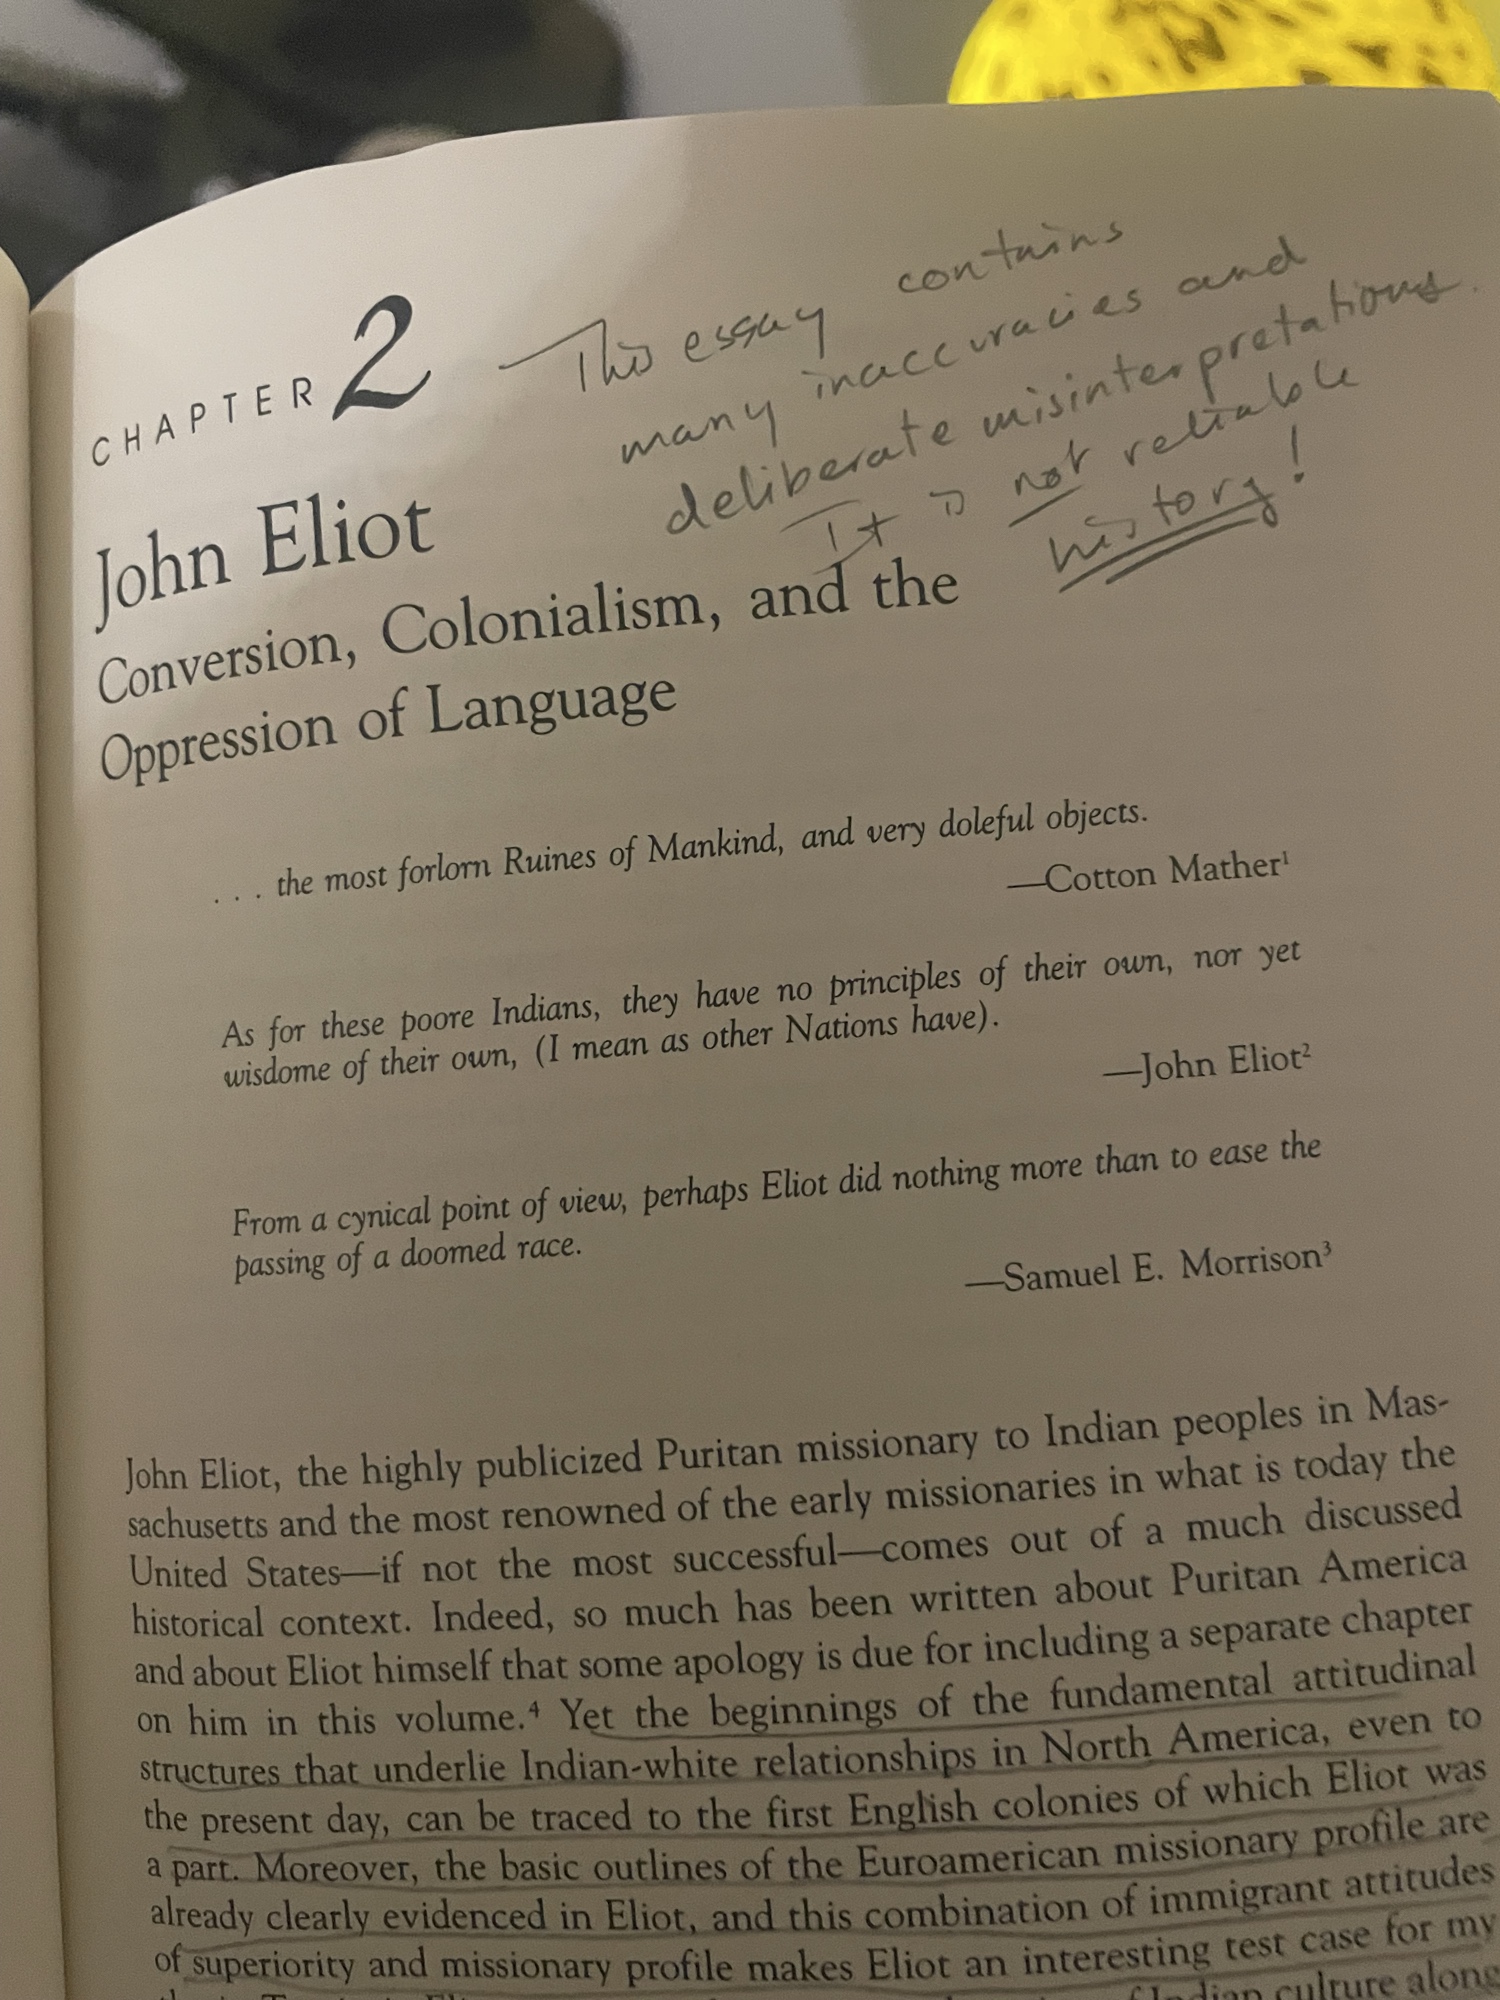 CHAPTER 2
This essay contains
many inaccuracies and
deliberate misinterpretations.
It is not reliable
history!
John Eliot
Conversion, Colonialism, and the
Oppression of Language
. . . the most forlorn Ruines of Mankind, and very doleful objects.
—Cotton Mather¹
As for these poore Indians, they have no principles of their own, nor yet
wisdome of their own, (I mean as other Nations have).
—John Eliot²
From a cynical point of view, perhaps Eliot did nothing more than to ease the
passing of a doomed race.
—Samuel E. Morrison³
John Eliot, the highly publicized Puritan missionary to Indian peoples in Mas-
sachusetts and the most renowned of the early missionaries in what is today the
United States—if not the most successful—comes out of a much discussed
historical context. Indeed, so much has been written about Puritan America
and about Eliot himself that some apology is due for including a separate chapter
on him in this volume.⁴ Yet the beginnings of the fundamental attitudinal
structures that underlie Indian-white relationships in North America, even to
the present day, can be traced to the first English colonies of which Eliot was
a part. Moreover, the basic outlines of the Euroamerican missionary profile are
already clearly evidenced in Eliot, and this combination of immigrant attitudes
of superiority and missionary profile makes Eliot an interesting test case for my
Indian culture along